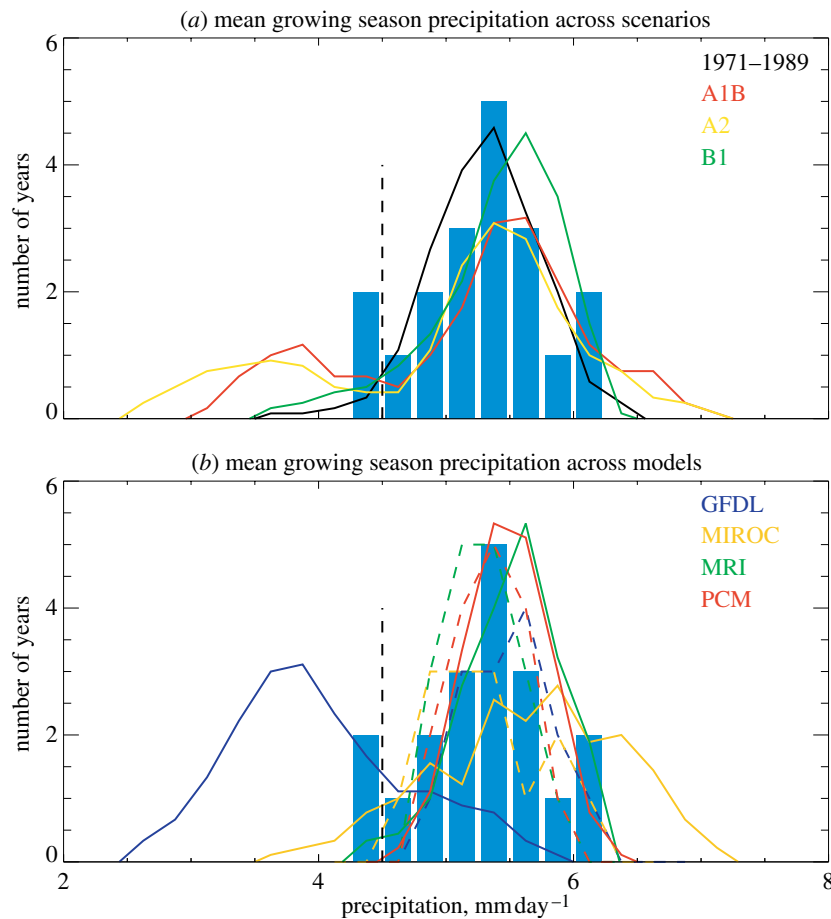 (a) mean growing season precipitation across scenarios
6
4
2
0
number of years
1971–1989
A1B
A2
B1
(b) mean growing season precipitation across models
6
4
2
0
number of years
GFDL
MIROC
MRI
PCM
2 4 6 8
precipitation, mm day⁻¹